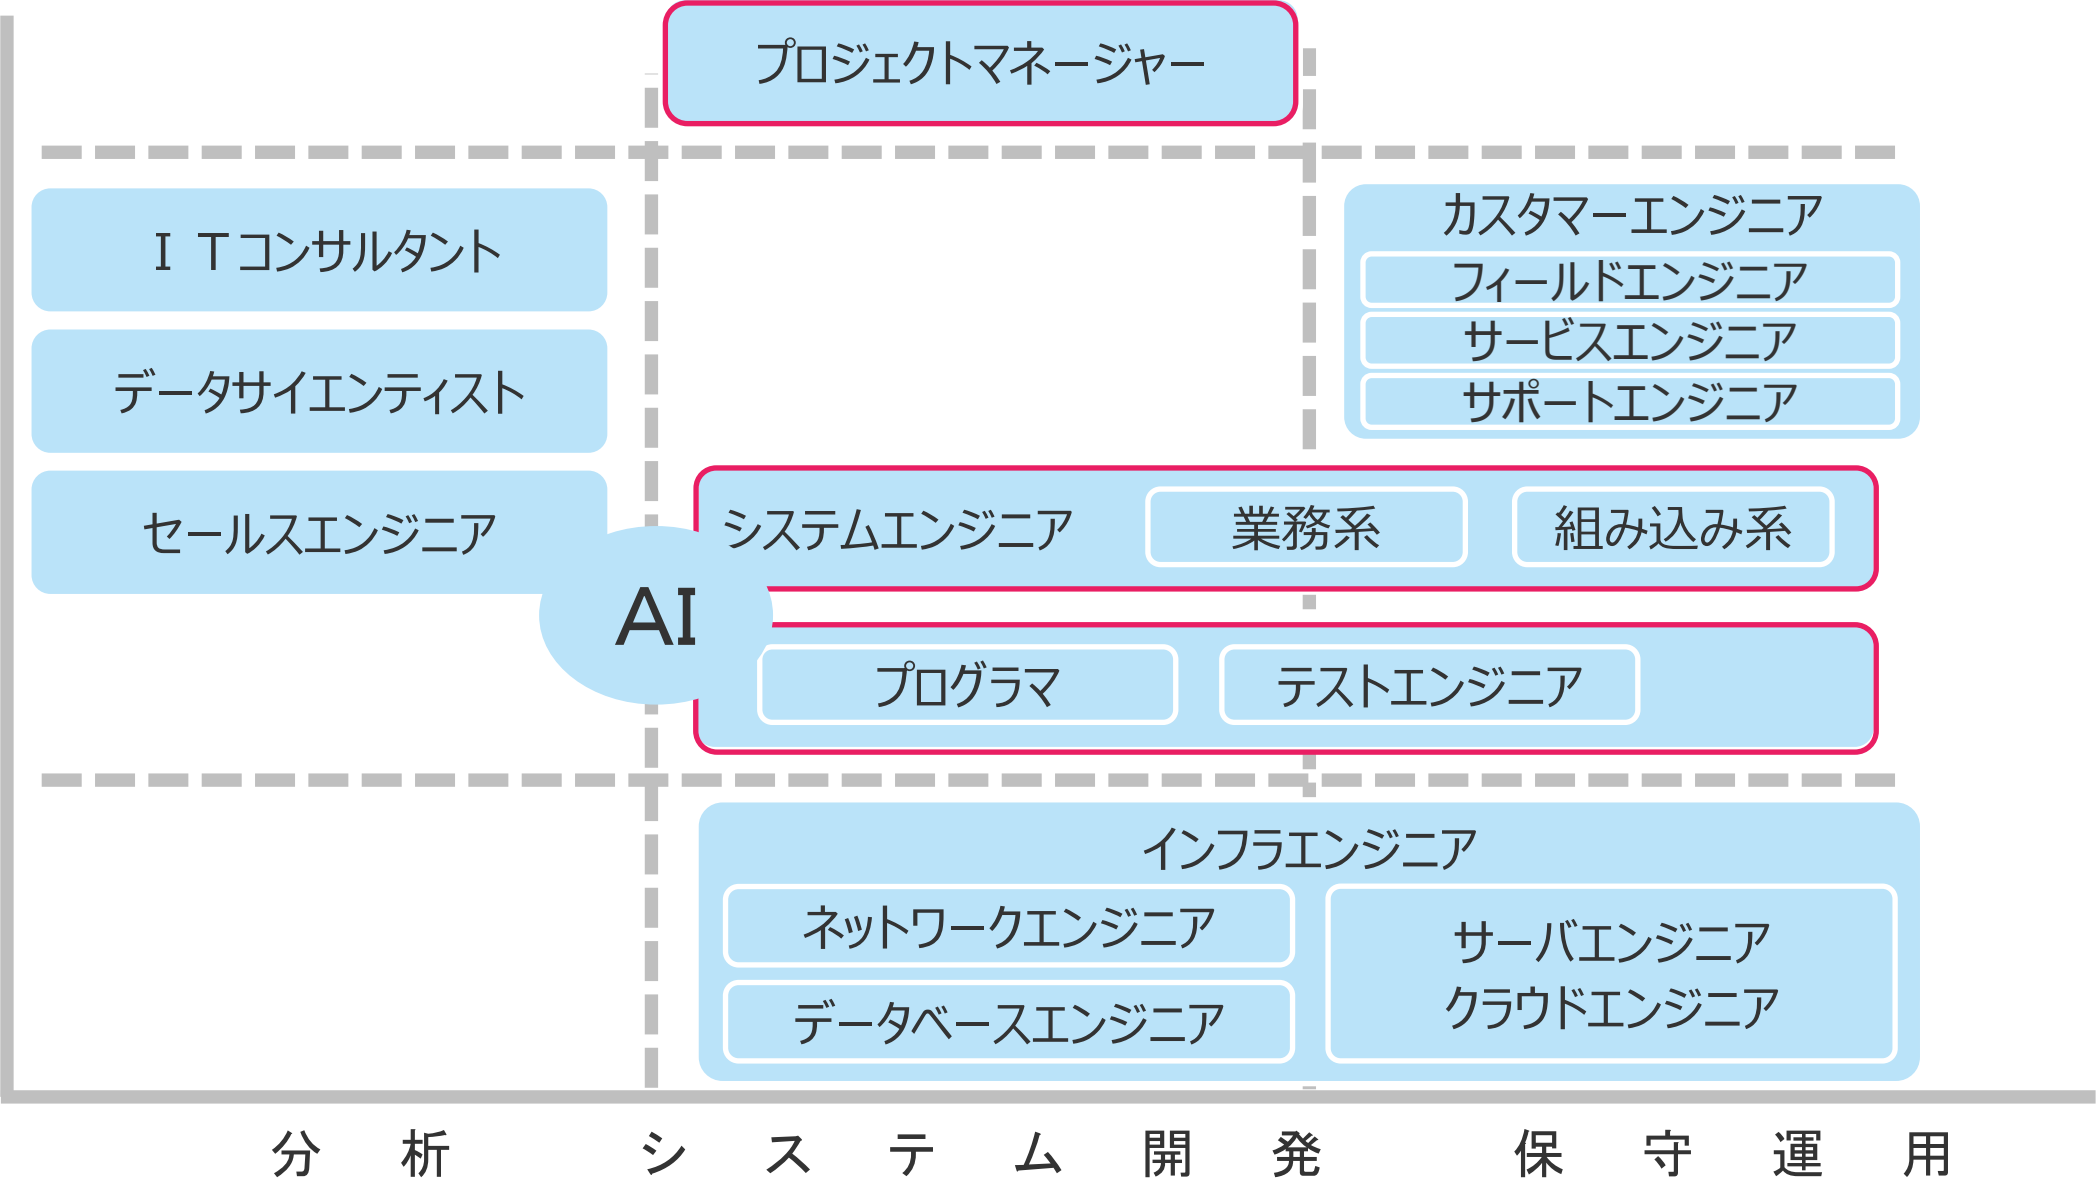 プロジェクトマネージャー
ＩＴコンサルタント
データサイエンティスト
セールスエンジニア
カスタマーエンジニア
フィールドエンジニア
サービスエンジニア
サポートエンジニア
システムエンジニア
業務系
組み込み系
AI
プログラマ
テストエンジニア
インフラエンジニア
ネットワークエンジニア
データベースエンジニア
サーバエンジニア
クラウドエンジニア
分析
システム開発
保守運用